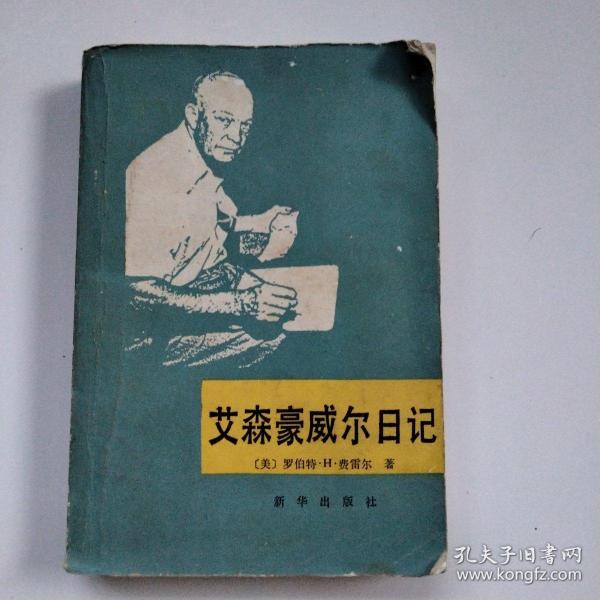 艾森豪威尔日记
〔美〕罗伯特·H·费雷尔 著
新华出版社
孔夫子旧书网
www.kongfz.com